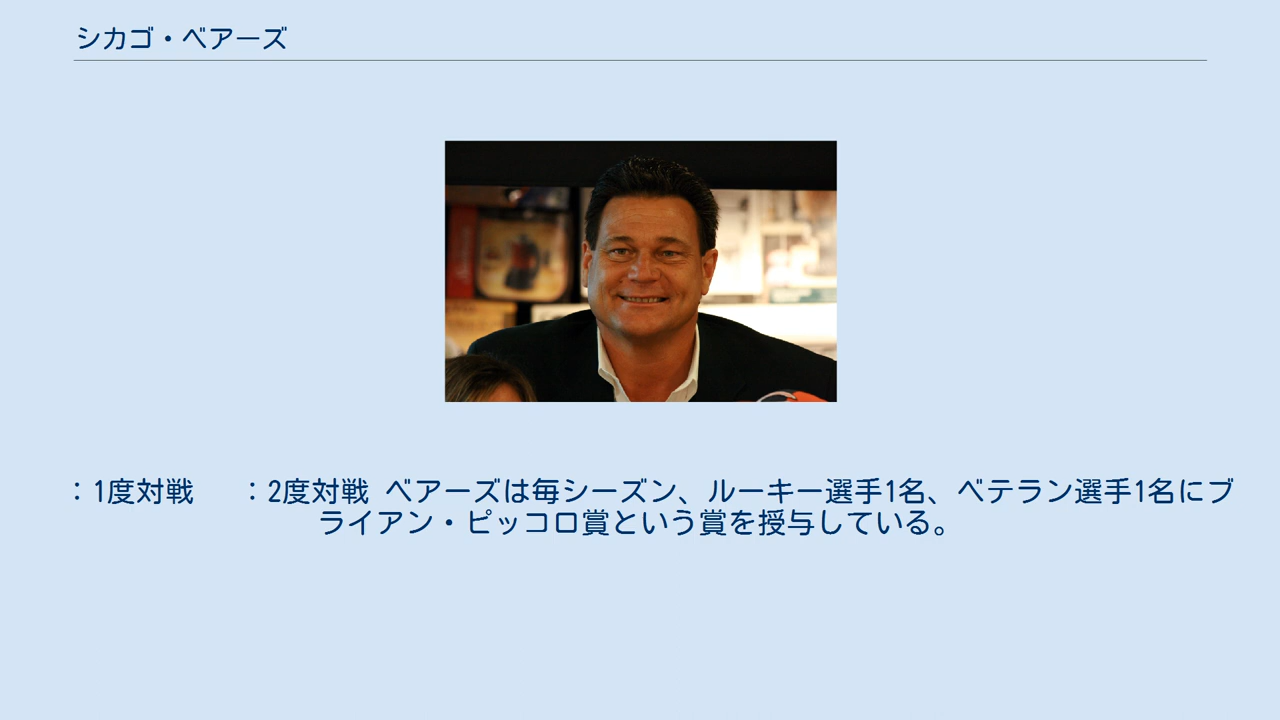 シカゴ・ベアーズ
：1度対戦　：2度対戦 ベアーズは毎シーズン、ルーキー選手1名、ベテラン選手1名にブ
ライアン・ピッコロ賞という賞を授与している。